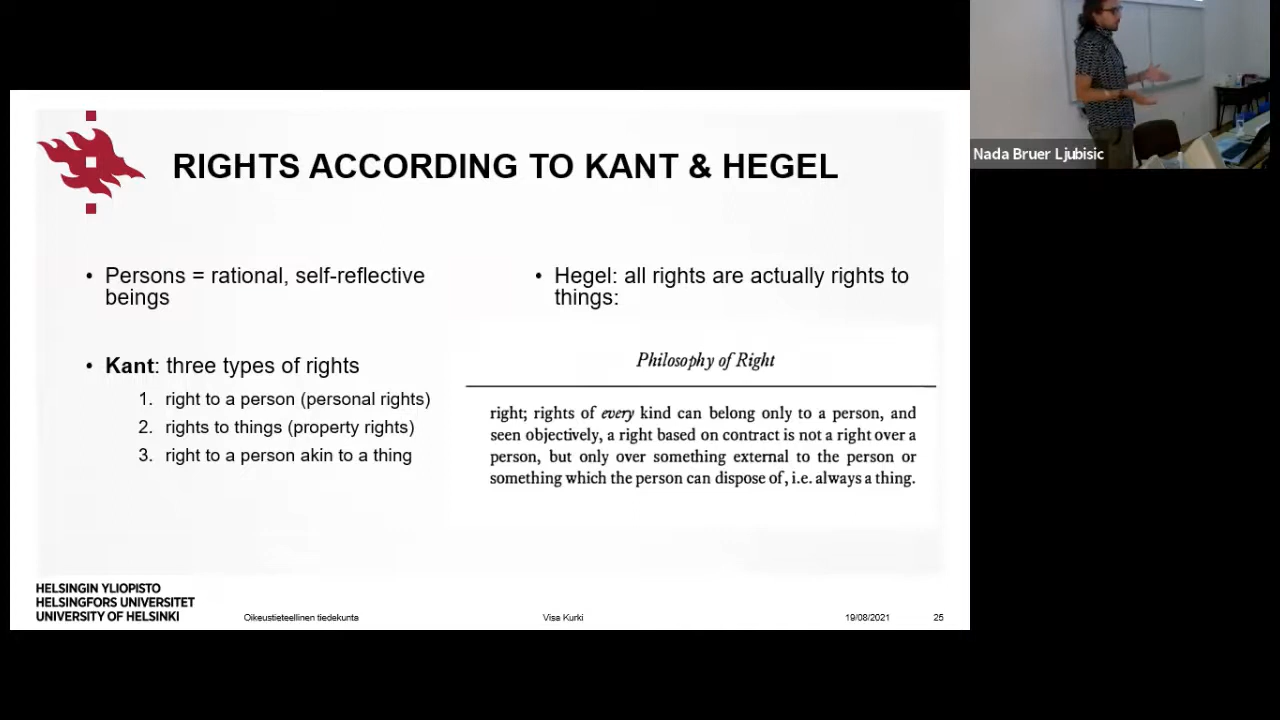 Nada Bruer Ljubisic
RIGHTS ACCORDING TO KANT & HEGEL
• Persons = rational, self-reflective
beings
• Kant: three types of rights
1. right to a person (personal rights)
2. rights to things (property rights)
3. right to a person akin to a thing
• Hegel: all rights are actually rights to
things:
Philosophy of Right
right; rights of every kind can belong only to a person, and
seen objectively, a right based on contract is not a right over a
person, but only over something external to the person or
something which the person can dispose of, i.e. always a thing.
HELSINGIN YLIOPISTO
HELSINGFORS UNIVERSITET
UNIVERSITY OF HELSINKI
Oikeustieteellinen tiedekunta
Visa Kurki
19/08/2021
25